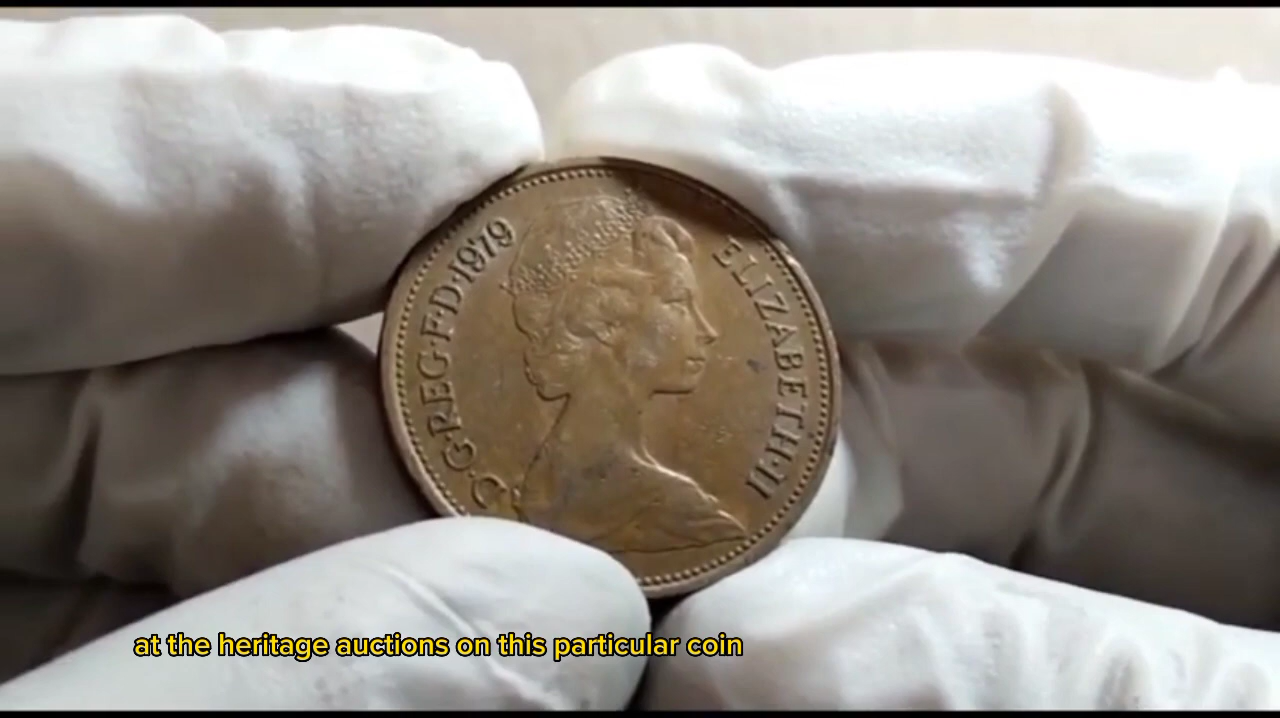 D·G·REG·F·D·1979
ELIZABETH·II
at the heritage auctions on this particular coin